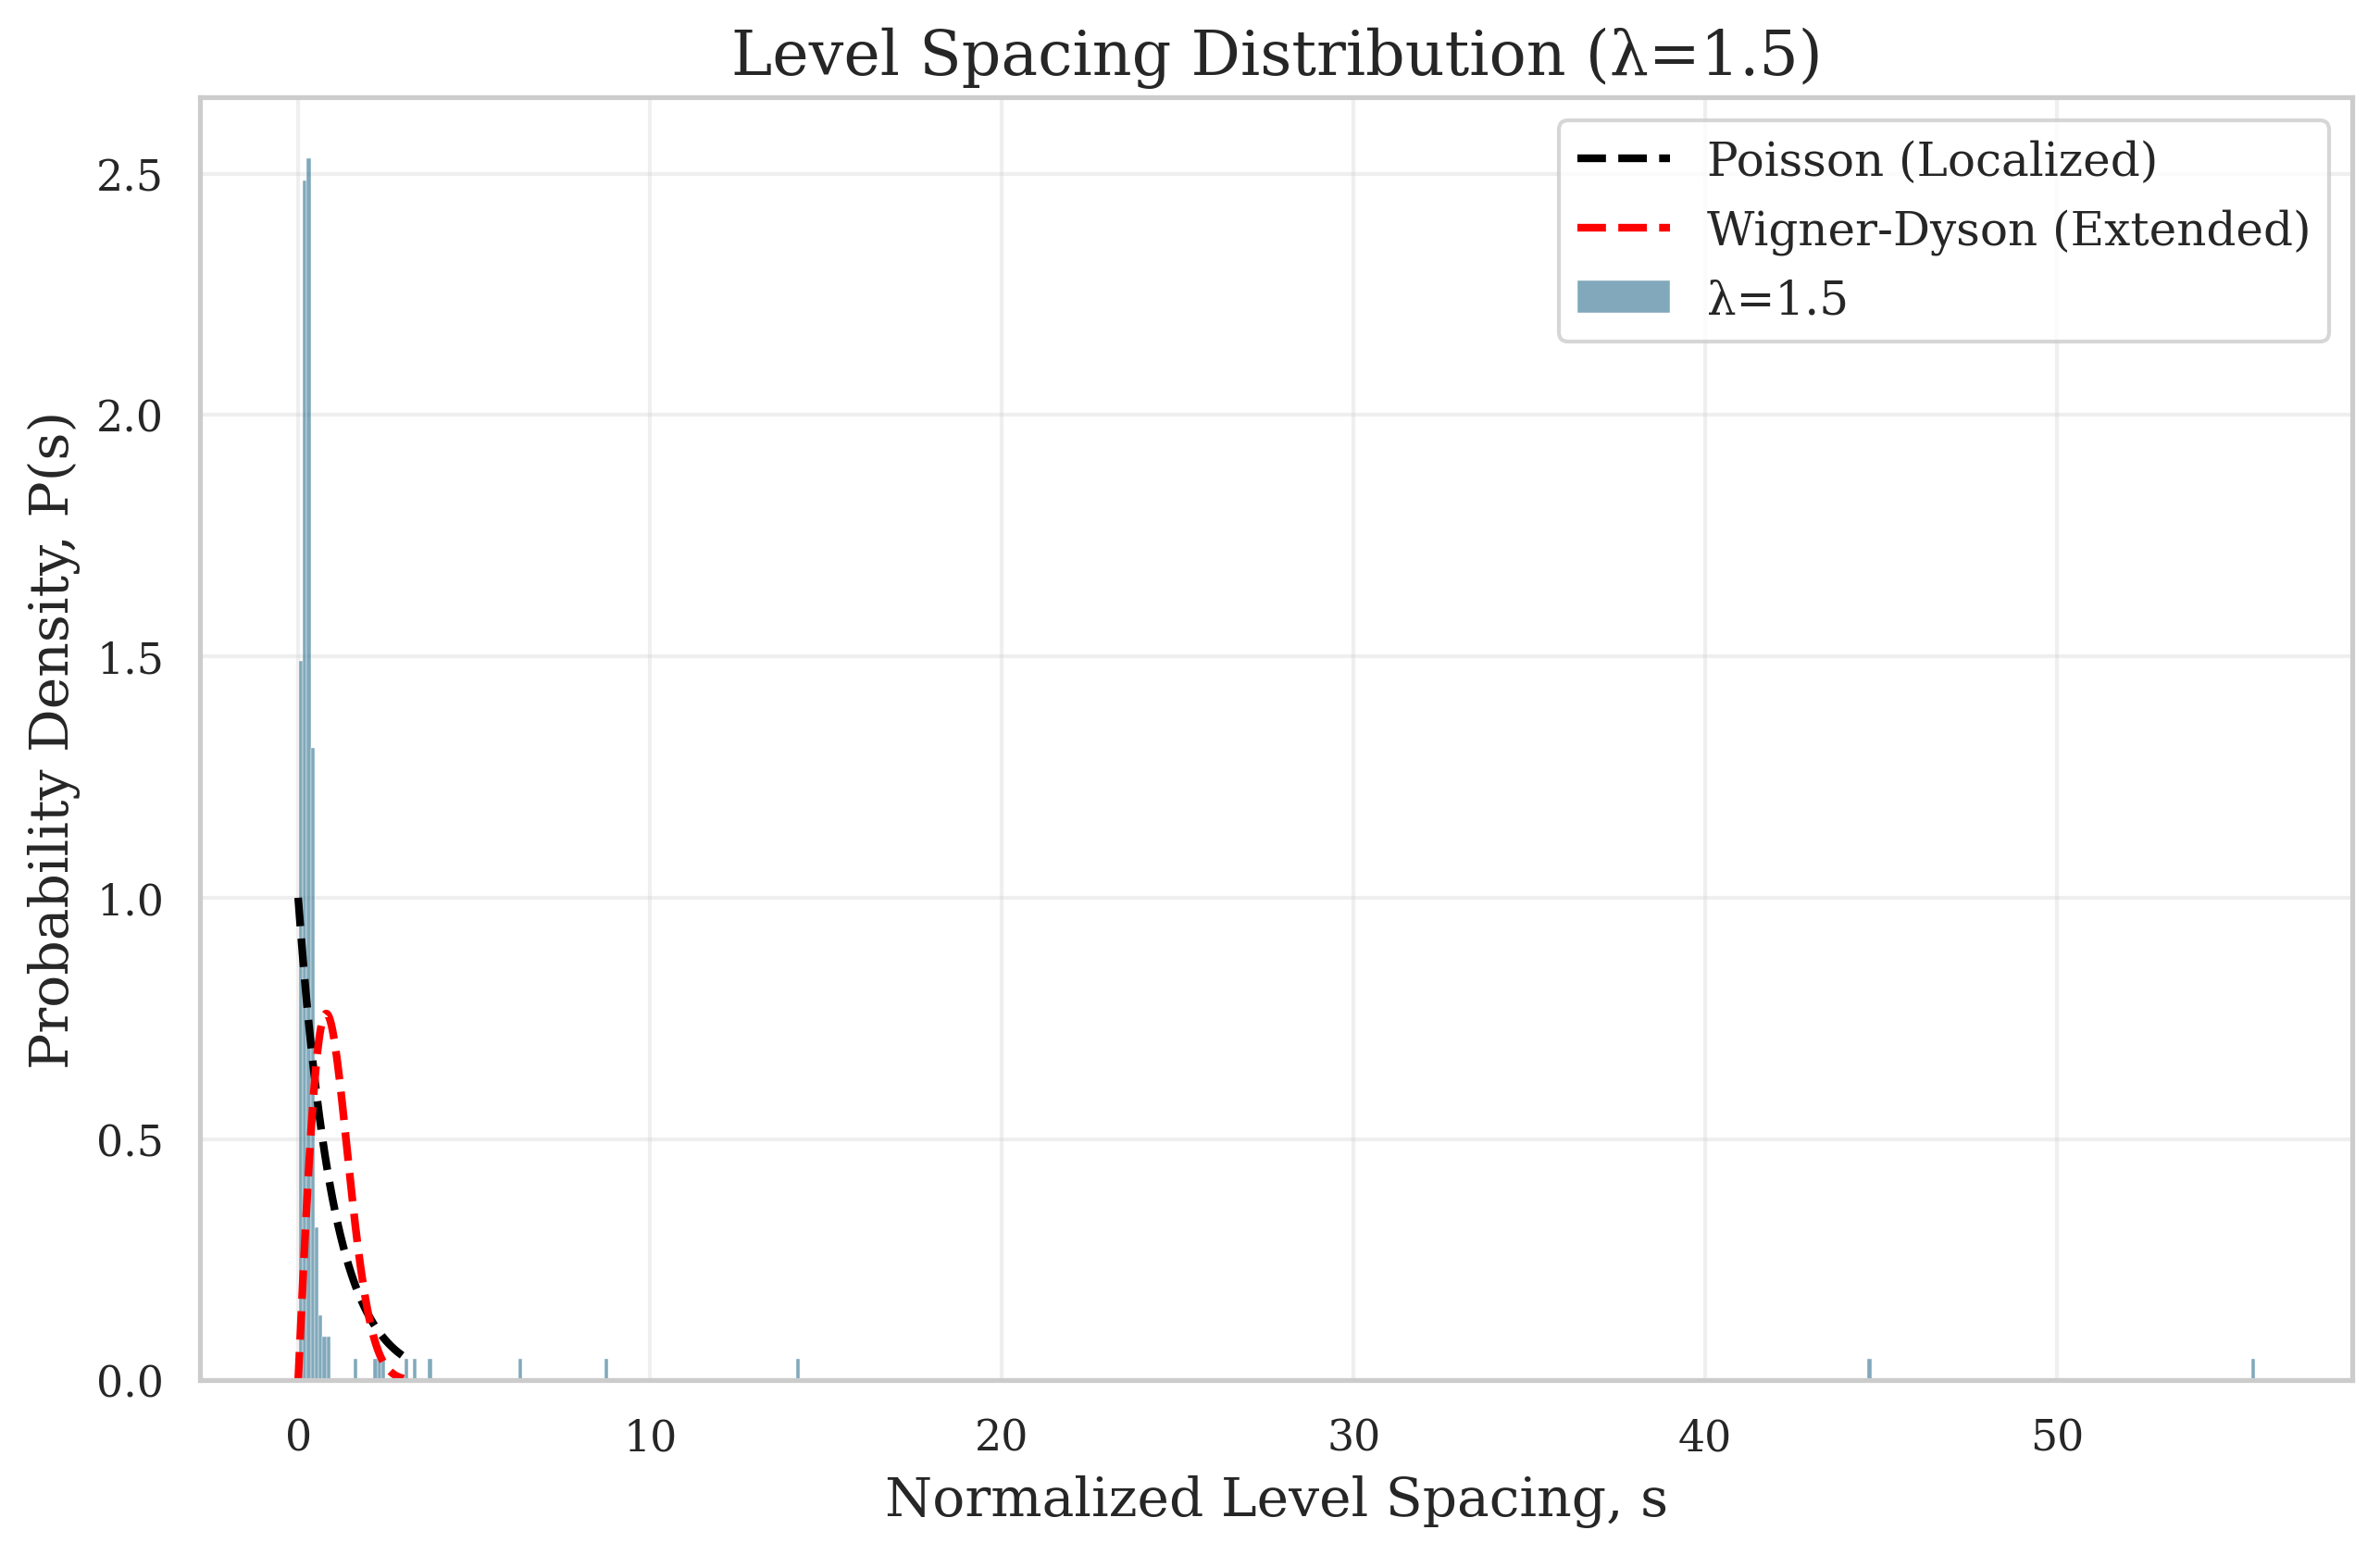 Level Spacing Distribution (λ=1.5)
Poisson (Localized)
Wigner-Dyson (Extended)
λ=1.5
Probability Density, P(s)
2.5
2.0
1.5
1.0
0.5
0.0
0 10 20 30 40 50
Normalized Level Spacing, s